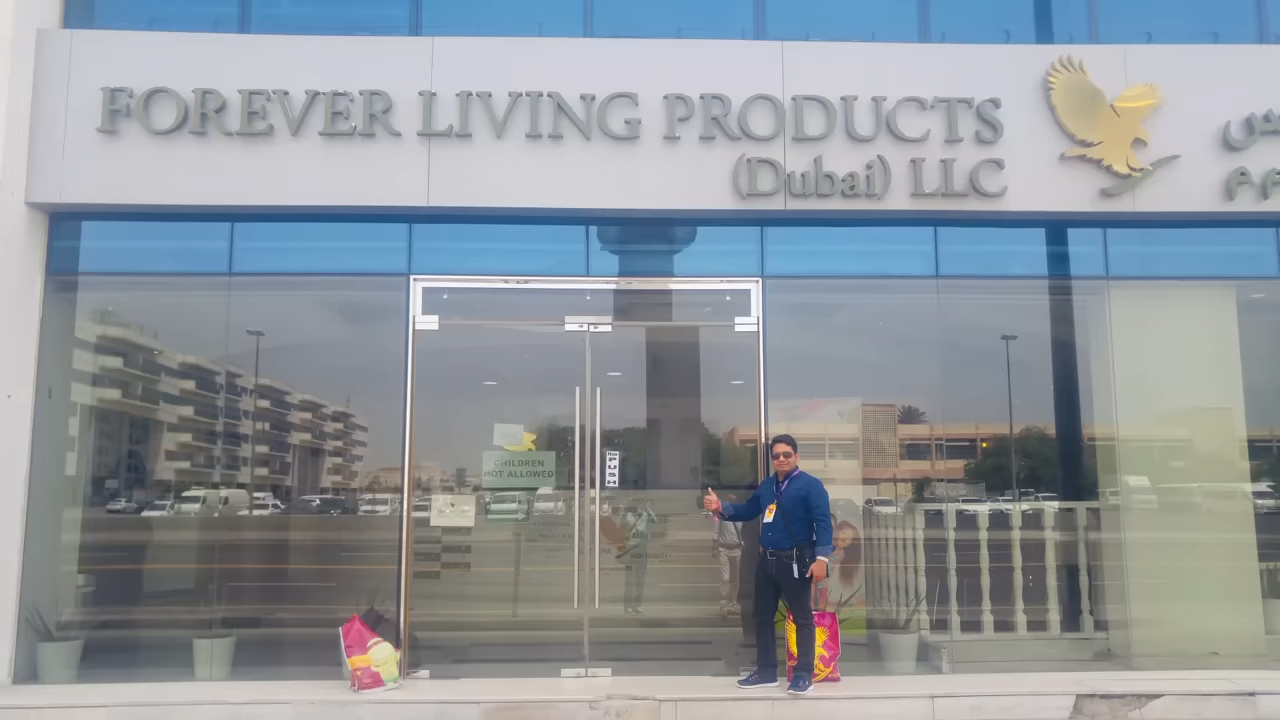 FOREVER LIVING PRODUCTS
(Dubai) LLC
CHILDREN
NOT ALLOWED
PUSH